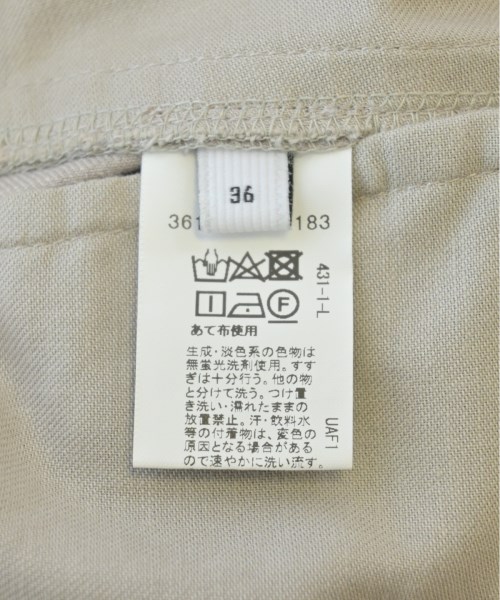 36
361
183
431-1-L
F
あて布使用
生成・淡色系の色物は
無蛍光洗剤使用。すす
ぎは十分行う。他の物
と分けて洗う。つけ置
き洗い・濡れたままの
放置禁止。汗・飲料水
等の付着物は、変色の
原因となる場合がある
ので速やかに洗い流す。
UAF1